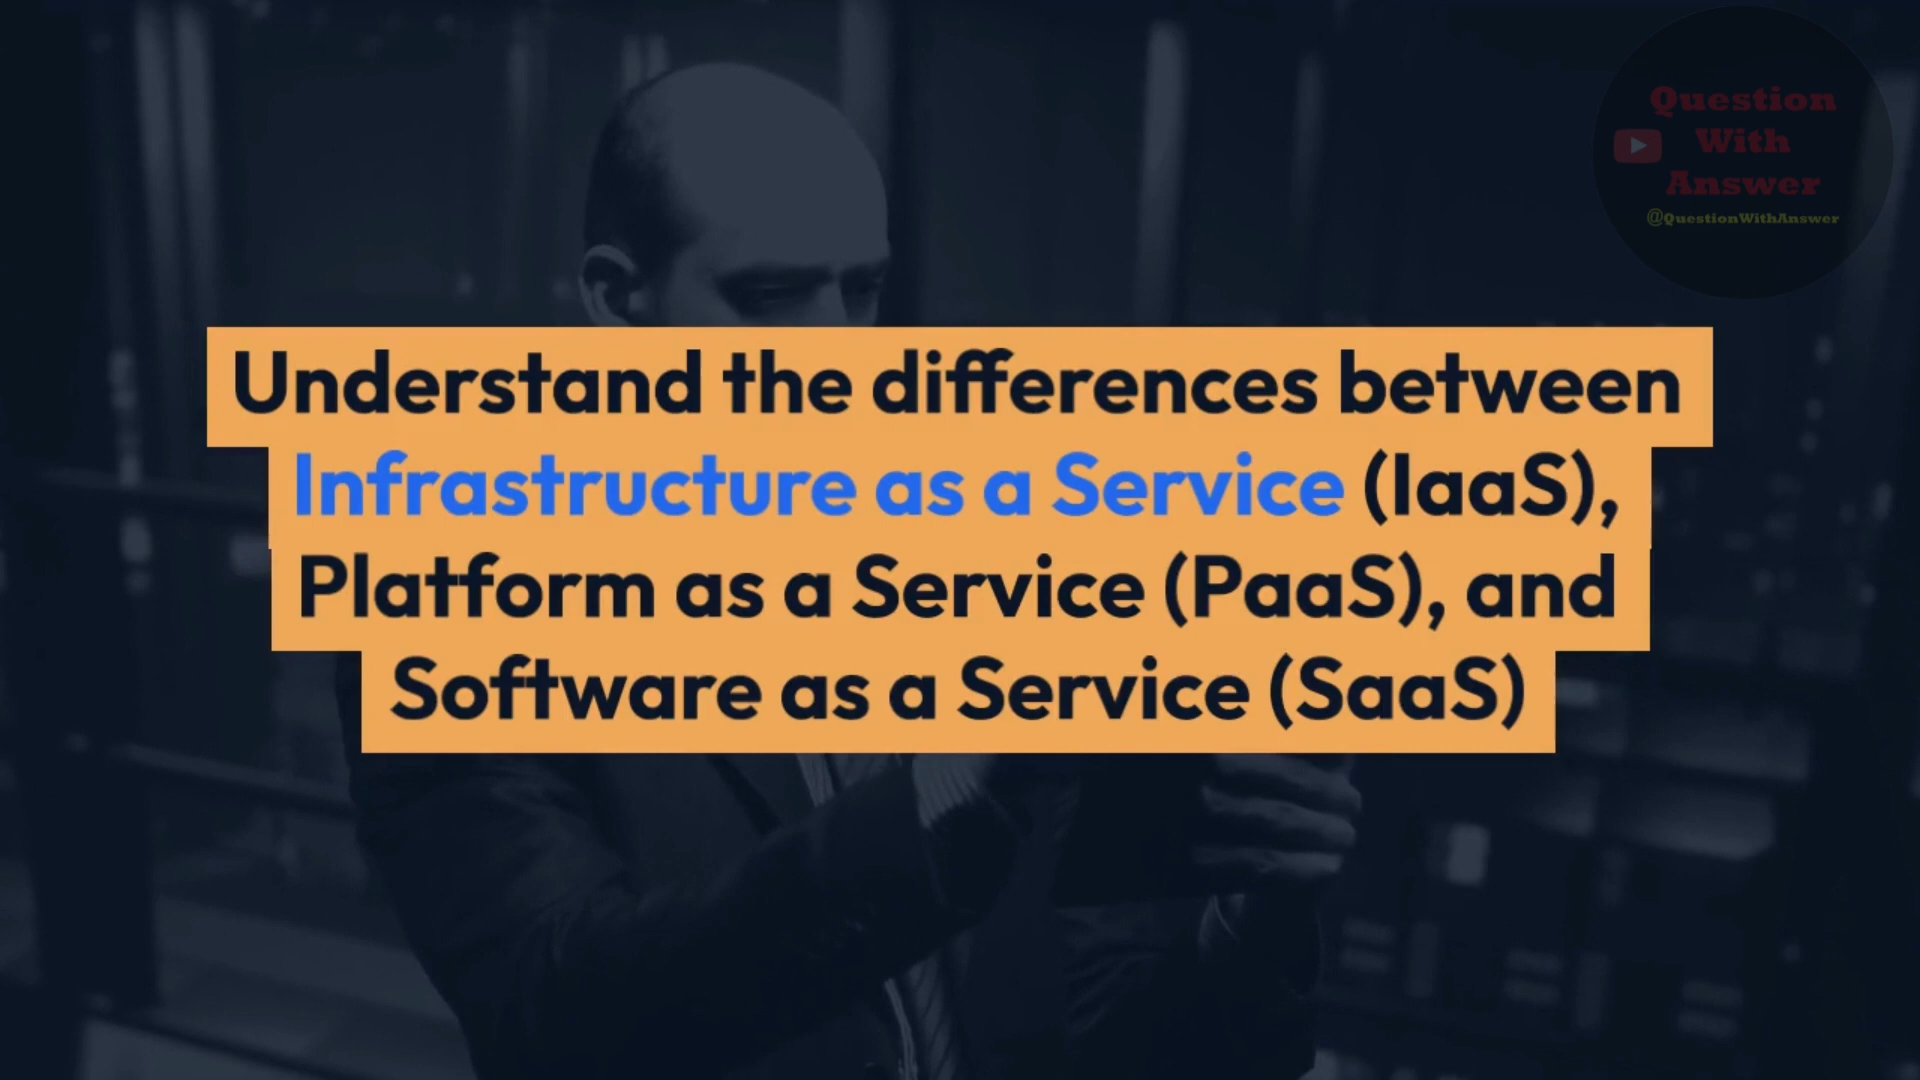 Question
With
Answer
@QuestionWithAnswer
Understand the differences between
Infrastructure as a Service (IaaS),
Platform as a Service (PaaS), and
Software as a Service (SaaS)